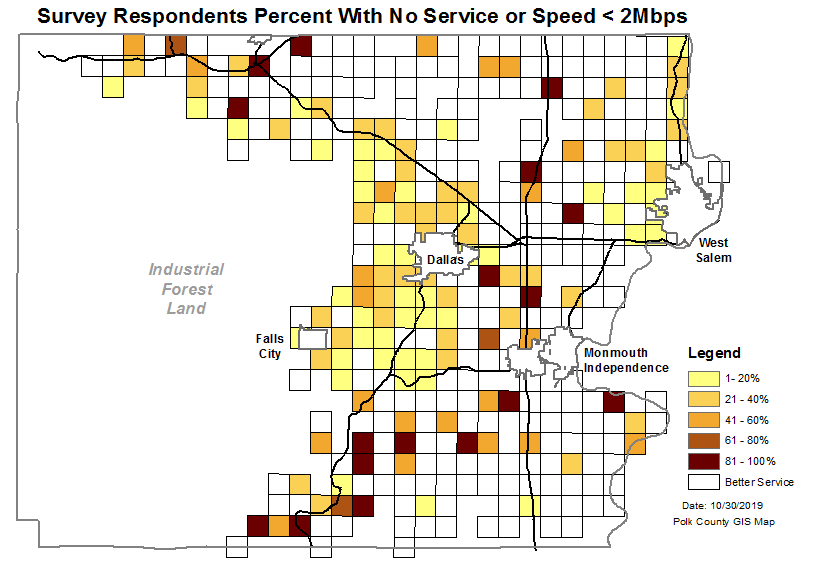 Survey Respondents Percent With No Service or Speed < 2Mbps
West
Salem
Dallas
Industrial
Forest
Land
Falls
City
Monmouth
Independence
Legend
1- 20%
21 - 40%
41 - 60%
61 - 80%
81 - 100%
Better Service
Date: 10/30/2019
Polk County GIS Map